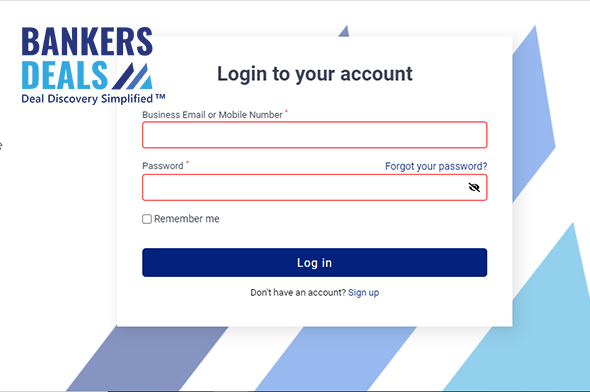 BANKERS
DEALS
Deal Discovery Simplified™
Login to your account
Business Email or Mobile Number *
Password *
Forgot your password?
Remember me
Log in
Don't have an account? Sign up